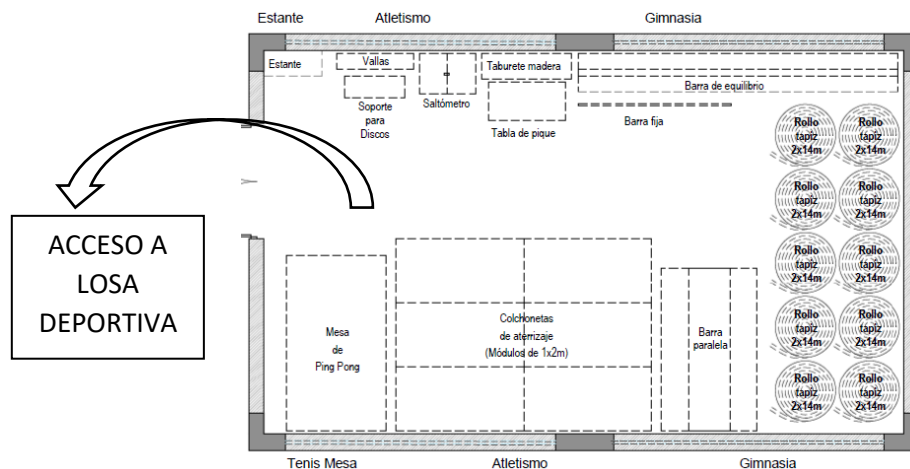 Estante
Atletismo
Gimnasia
Estante
Vallas
Soporte
para
Discos
Saltómetro
Taburete madera
Tabla de pique
Barra de equilibrio
Barra fija
Rollo
tapiz
2x14m
Rollo
tapiz
2x14m
Rollo
tapiz
2x14m
Rollo
tapiz
2x14m
ACCESO A
LOSA
DEPORTIVA
Rollo
tapiz
2x14m
Rollo
tapiz
2x14m
Mesa
de
Ping Pong
Colchonetas
de aterrizaje
(Módulos de 1x2m)
Barra
paralela
Rollo
tapiz
2x14m
Rollo
tapiz
2x14m
Rollo
tapiz
2x14m
Rollo
tapiz
2x14m
Tenis Mesa
Atletismo
Gimnasia